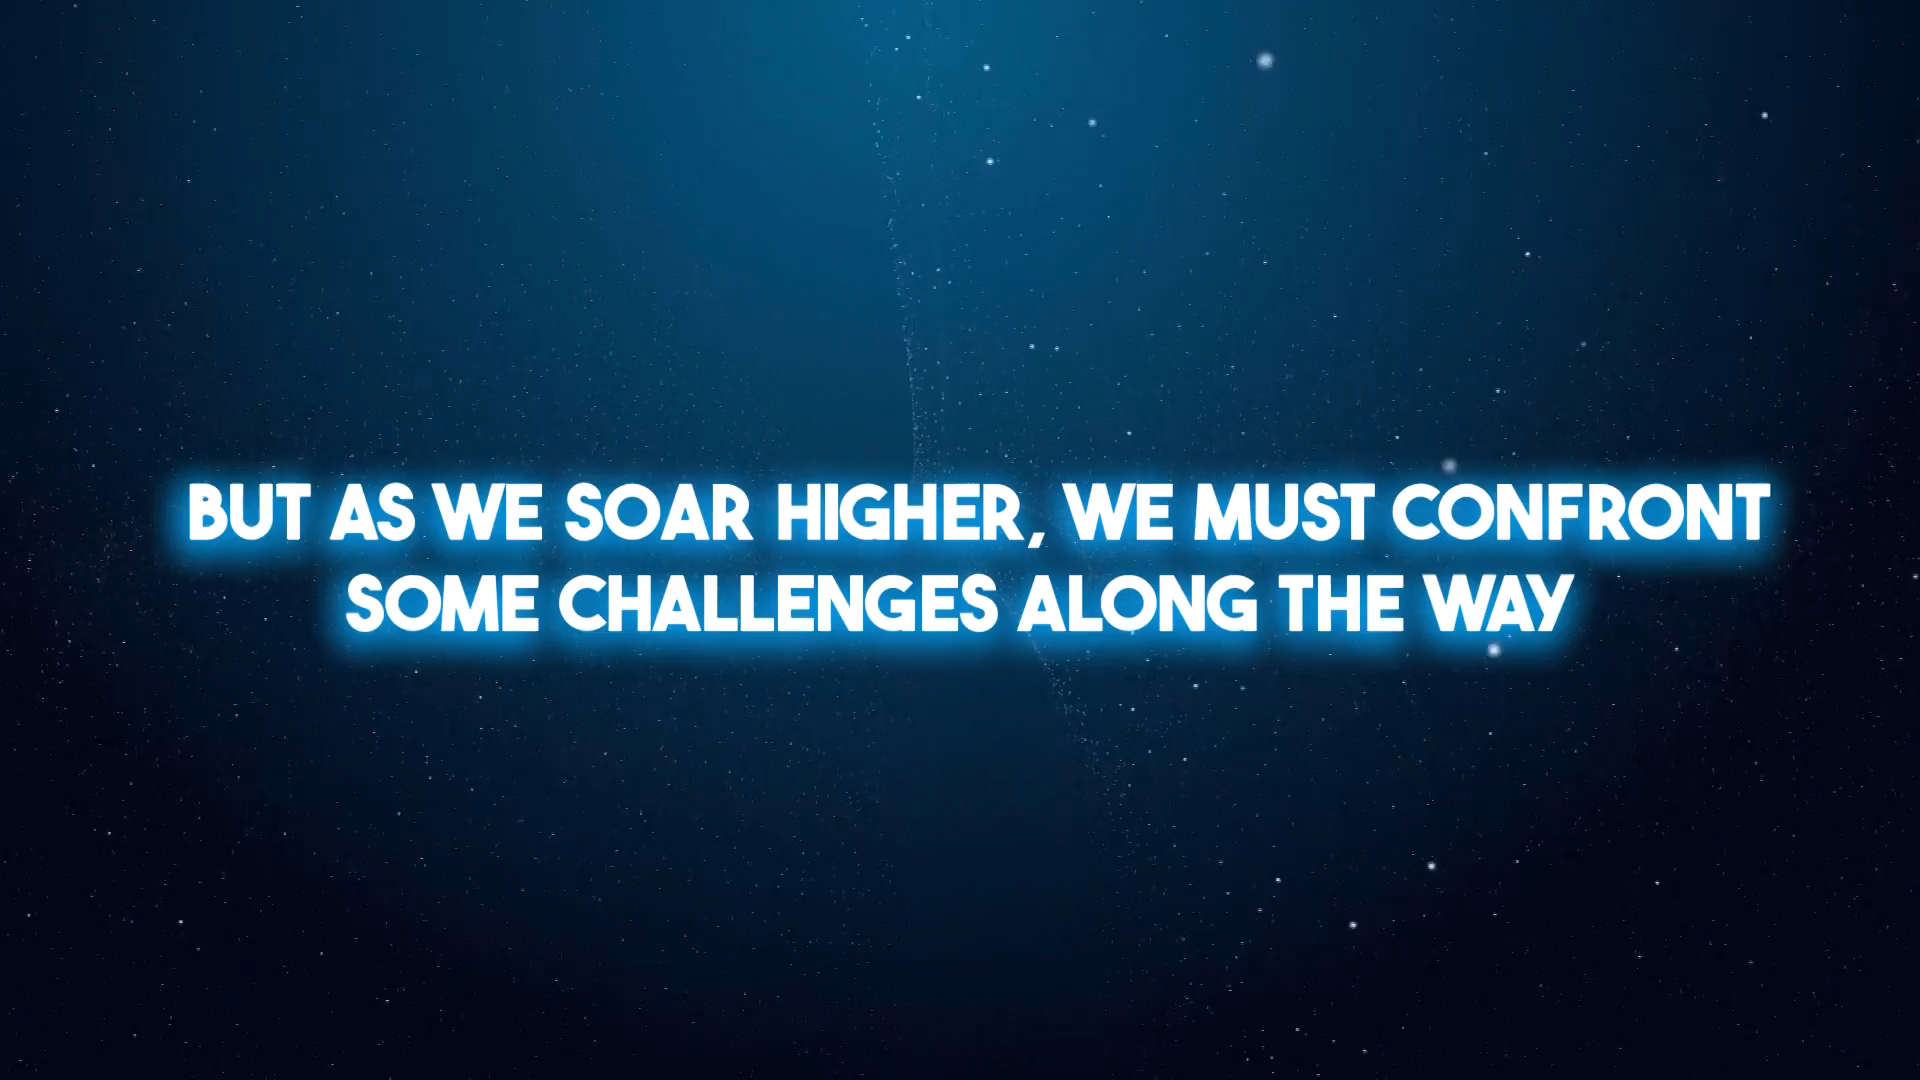 BUT AS WE SOAR HIGHER, WE MUST CONFRONT
SOME CHALLENGES ALONG THE WAY